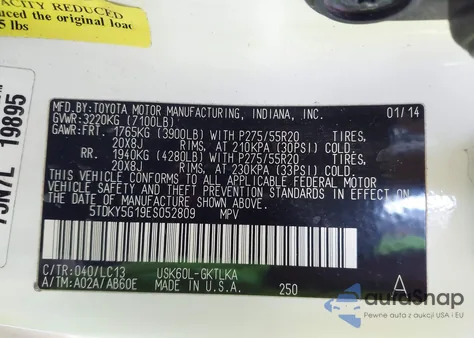 CITY REDUCED
uced the original load
5 lbs
19895
MFD. BY: TOYOTA MOTOR MANUFACTURING, INDIANA, INC. 01/14
GVWR: 3220KG (7100LB)
GAWR: FRT. 1765KG (3900LB) WITH P275/55R20 TIRES,
20X8J RIMS, AT 210KPA (30PSI) COLD.
RR. 1940KG (4280LB) WITH P275/55R20 TIRES,
20X8J RIMS, AT 230KPA (33PSI) COLD.
THIS VEHICLE CONFORMS TO ALL APPLICABLE FEDERAL MOTOR
VEHICLE SAFETY BUMPER AND THEFT PREVENTION STANDARDS IN EFFECT ON
THE DATE OF MANUFACTURE SHOWN ABOVE.
5TDKY5G19ES052809 MPV
C/TR: 040/LC13 USK60L-GKTLKA
A/TM: A02A/AB60E MADE IN U.S.A. 250 A
autoSnap
Pewne auta z aukcji USA i EU